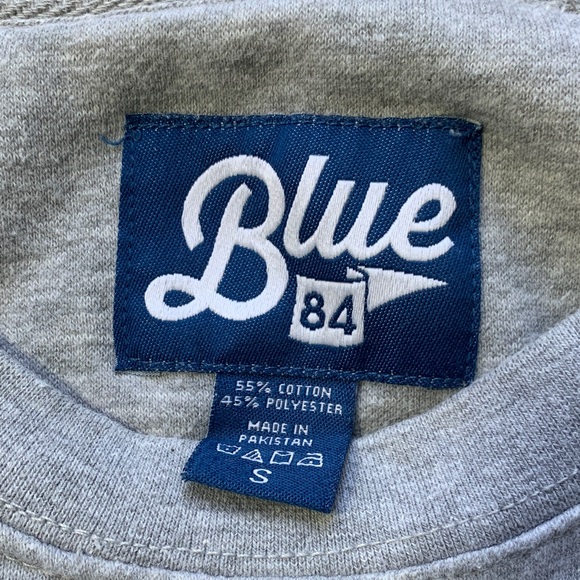 Blue
84
55% COTTON
45% POLYESTER
MADE IN
PAKISTAN
S